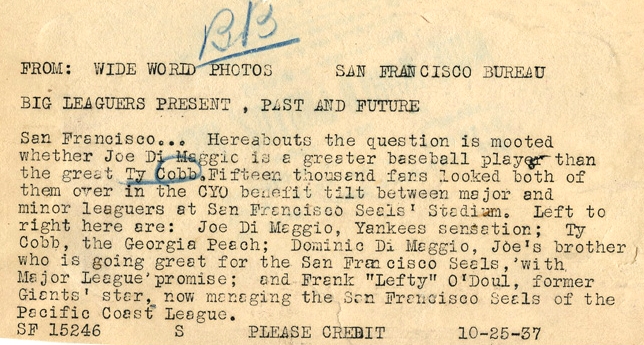 BB
FROM: WIDE WORLD PHOTOS SAN FRANCISCO BUREAU
BIG LEAGUERS PRESENT , PAST AND FUTURE
San Francisco... Hereabouts the question is mooted
whether Joe Di Maggio is a greater baseball player than
the great Ty Cobb.Fifteen thousand fans looked both of
them over in the CYO benefit tilt between major and
minor leaguers at San Francisco Seals' Stadium. Left to
right here are: Joe Di Maggio, Yankees sensation; Ty
Cobb, the Georgia Peach; Dominic Di Maggio, Joe's brother
who is going great for the San Francisco Seals, with
Major League promise; and Frank "Lefty" O'Doul, former
Giants' star, now managing the San Francisco Seals of the
Pacific Coast League.
SF 15246 S PLEASE CREDIT 10-25-37